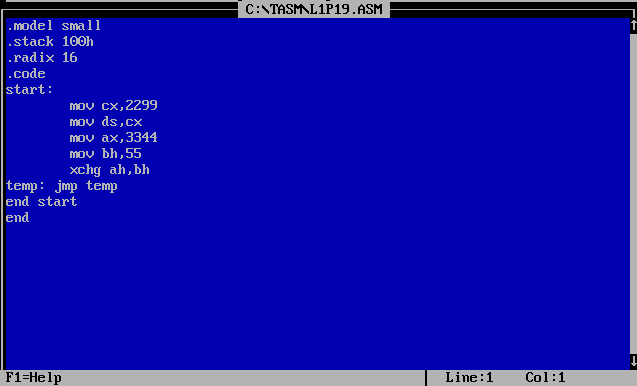 C:\TASM\L1P19.ASM
.model small
.stack 100h
.radix 16
.code
start:
mov cx,2299
mov ds,cx
mov ax,3344
mov bh,55
xchg ah,bh
temp: jmp temp
end start
end
F1=Help Line:1 Col:1